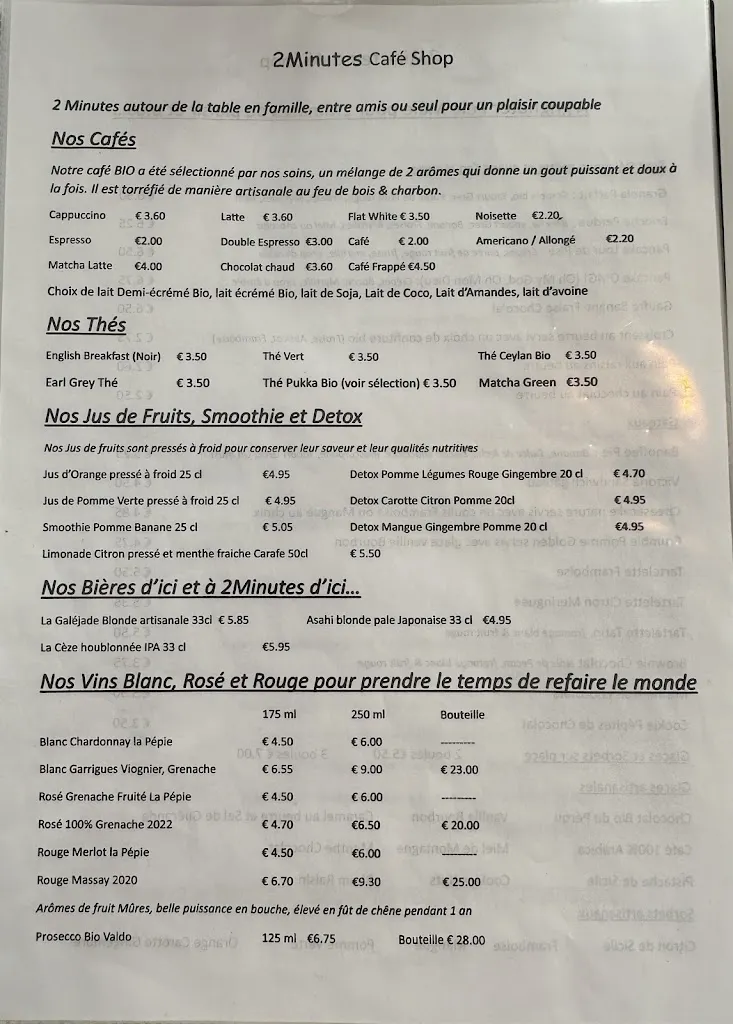 2Minutes Café Shop
2 Minutes autour de la table en famille, entre amis ou seul pour un plaisir coupable
Nos Cafés
Notre café BIO a été sélectionné par nos soins, un mélange de 2 arômes qui donne un gout puissant et doux à
la fois. Il est torréfié de manière artisanale au feu de bois & charbon.
Cappuccino € 3.60 Latte € 3.60 Flat White € 3.50 Noisette €2.20
Espresso €2.00 Double Espresso €3.00 Café € 2.00 Americano / Allongé €2.20
Matcha Latte €4.00 Chocolat chaud €3.60 Café Frappé €4.50
Choix de lait Demi-écrémé Bio, lait écrémé Bio, lait de Soja, Lait de Coco, Lait d'Amandes, lait d'avoine
Nos Thés
English Breakfast (Noir) € 3.50 Thé Vert € 3.50 Thé Ceylan Bio € 3.50
Earl Grey Thé € 3.50 Thé Pukka Bio (voir sélection) € 3.50 Matcha Green €3.50
Nos Jus de Fruits, Smoothie et Detox
Nos Jus de fruits sont pressés à froid pour conserver leur saveur et leur qualités nutritives
Jus d'Orange pressé à froid 25 cl €4.95 Detox Pomme Légumes Rouge Gingembre 20 cl € 4.70
Jus de Pomme Verte pressé à froid 25 cl € 4.95 Detox Carotte Citron Pomme 20cl € 4.95
Smoothie Pomme Banane 25 cl € 5.05 Detox Mangue Gingembre Pomme 20 cl €4.95
Limonade Citron pressé et menthe fraiche Carafe 50cl € 5.50
Nos Bières d'ici et à 2Minutes d'ici...
La Galéjade Blonde artisanale 33cl € 5.85 Asahi blonde pale Japonaise 33 cl €4.95
La Cèze houblonnée IPA 33 cl €5.95
Nos Vins Blanc, Rosé et Rouge pour prendre le temps de refaire le monde
175 ml 250 ml Bouteille
Blanc Chardonnay la Pépie € 4.50 € 6.00 ---------
Blanc Garrigues Viognier, Grenache € 6.55 € 9.00 € 23.00
Rosé Grenache Fruité La Pépie € 4.50 € 6.00 ---------
Rosé 100% Grenache 2022 € 4.70 €6.50 € 20.00
Rouge Merlot la Pépie € 4.50 €6.00 ---------
Rouge Massay 2020 € 6.70 €9.30 € 25.00
Arômes de fruit Mûres, belle puissance en bouche, élevé en fût de chêne pendant 1 an
Prosecco Bio Valdo 125 ml €6.75 Bouteille € 28.00